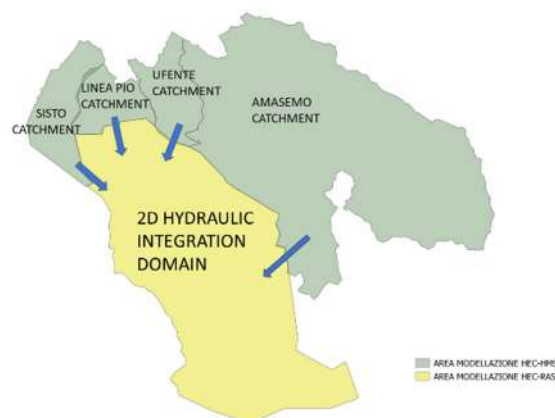 UFENTE
CATCHMENT
LINEA PIO
CATCHMENT
AMASEMO
CATCHMENT
SISTO
CATCHMENT
2D HYDRAULIC
INTEGRATION
DOMAIN
AREA MODELLAZIONE HEC-HMS
AREA MODELLAZIONE HEC-RAS